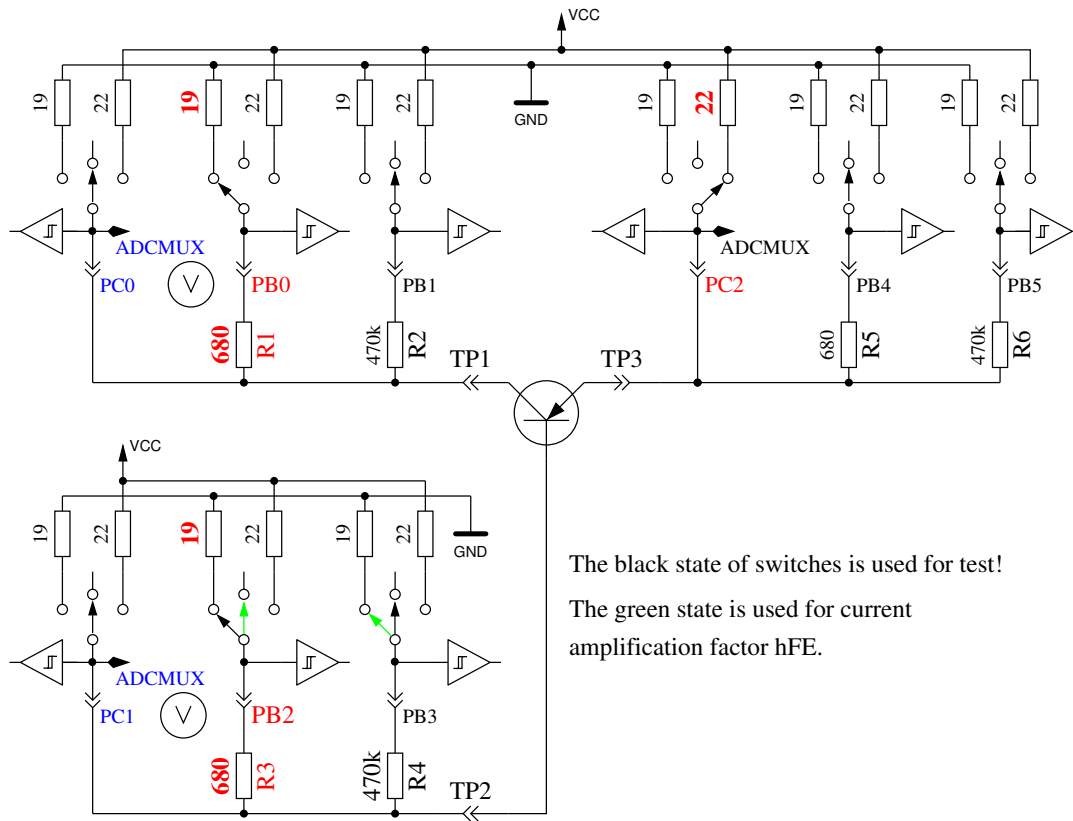 VCC
19
22
19
22
19
22
19
22
19
22
19
22
GND
ADCMUX
PC0
V
PB0
PB1
ADCMUX
PC2
PB4
PB5
680
R1
470k
R2
680
R5
470k
R6
TP1
TP3
VCC
19
22
19
22
19
22
GND
The black state of switches is used for test!
The green state is used for current
amplification factor hFE.
ADCMUX
PC1
V
PB2
PB3
680
R3
470k
R4
TP2